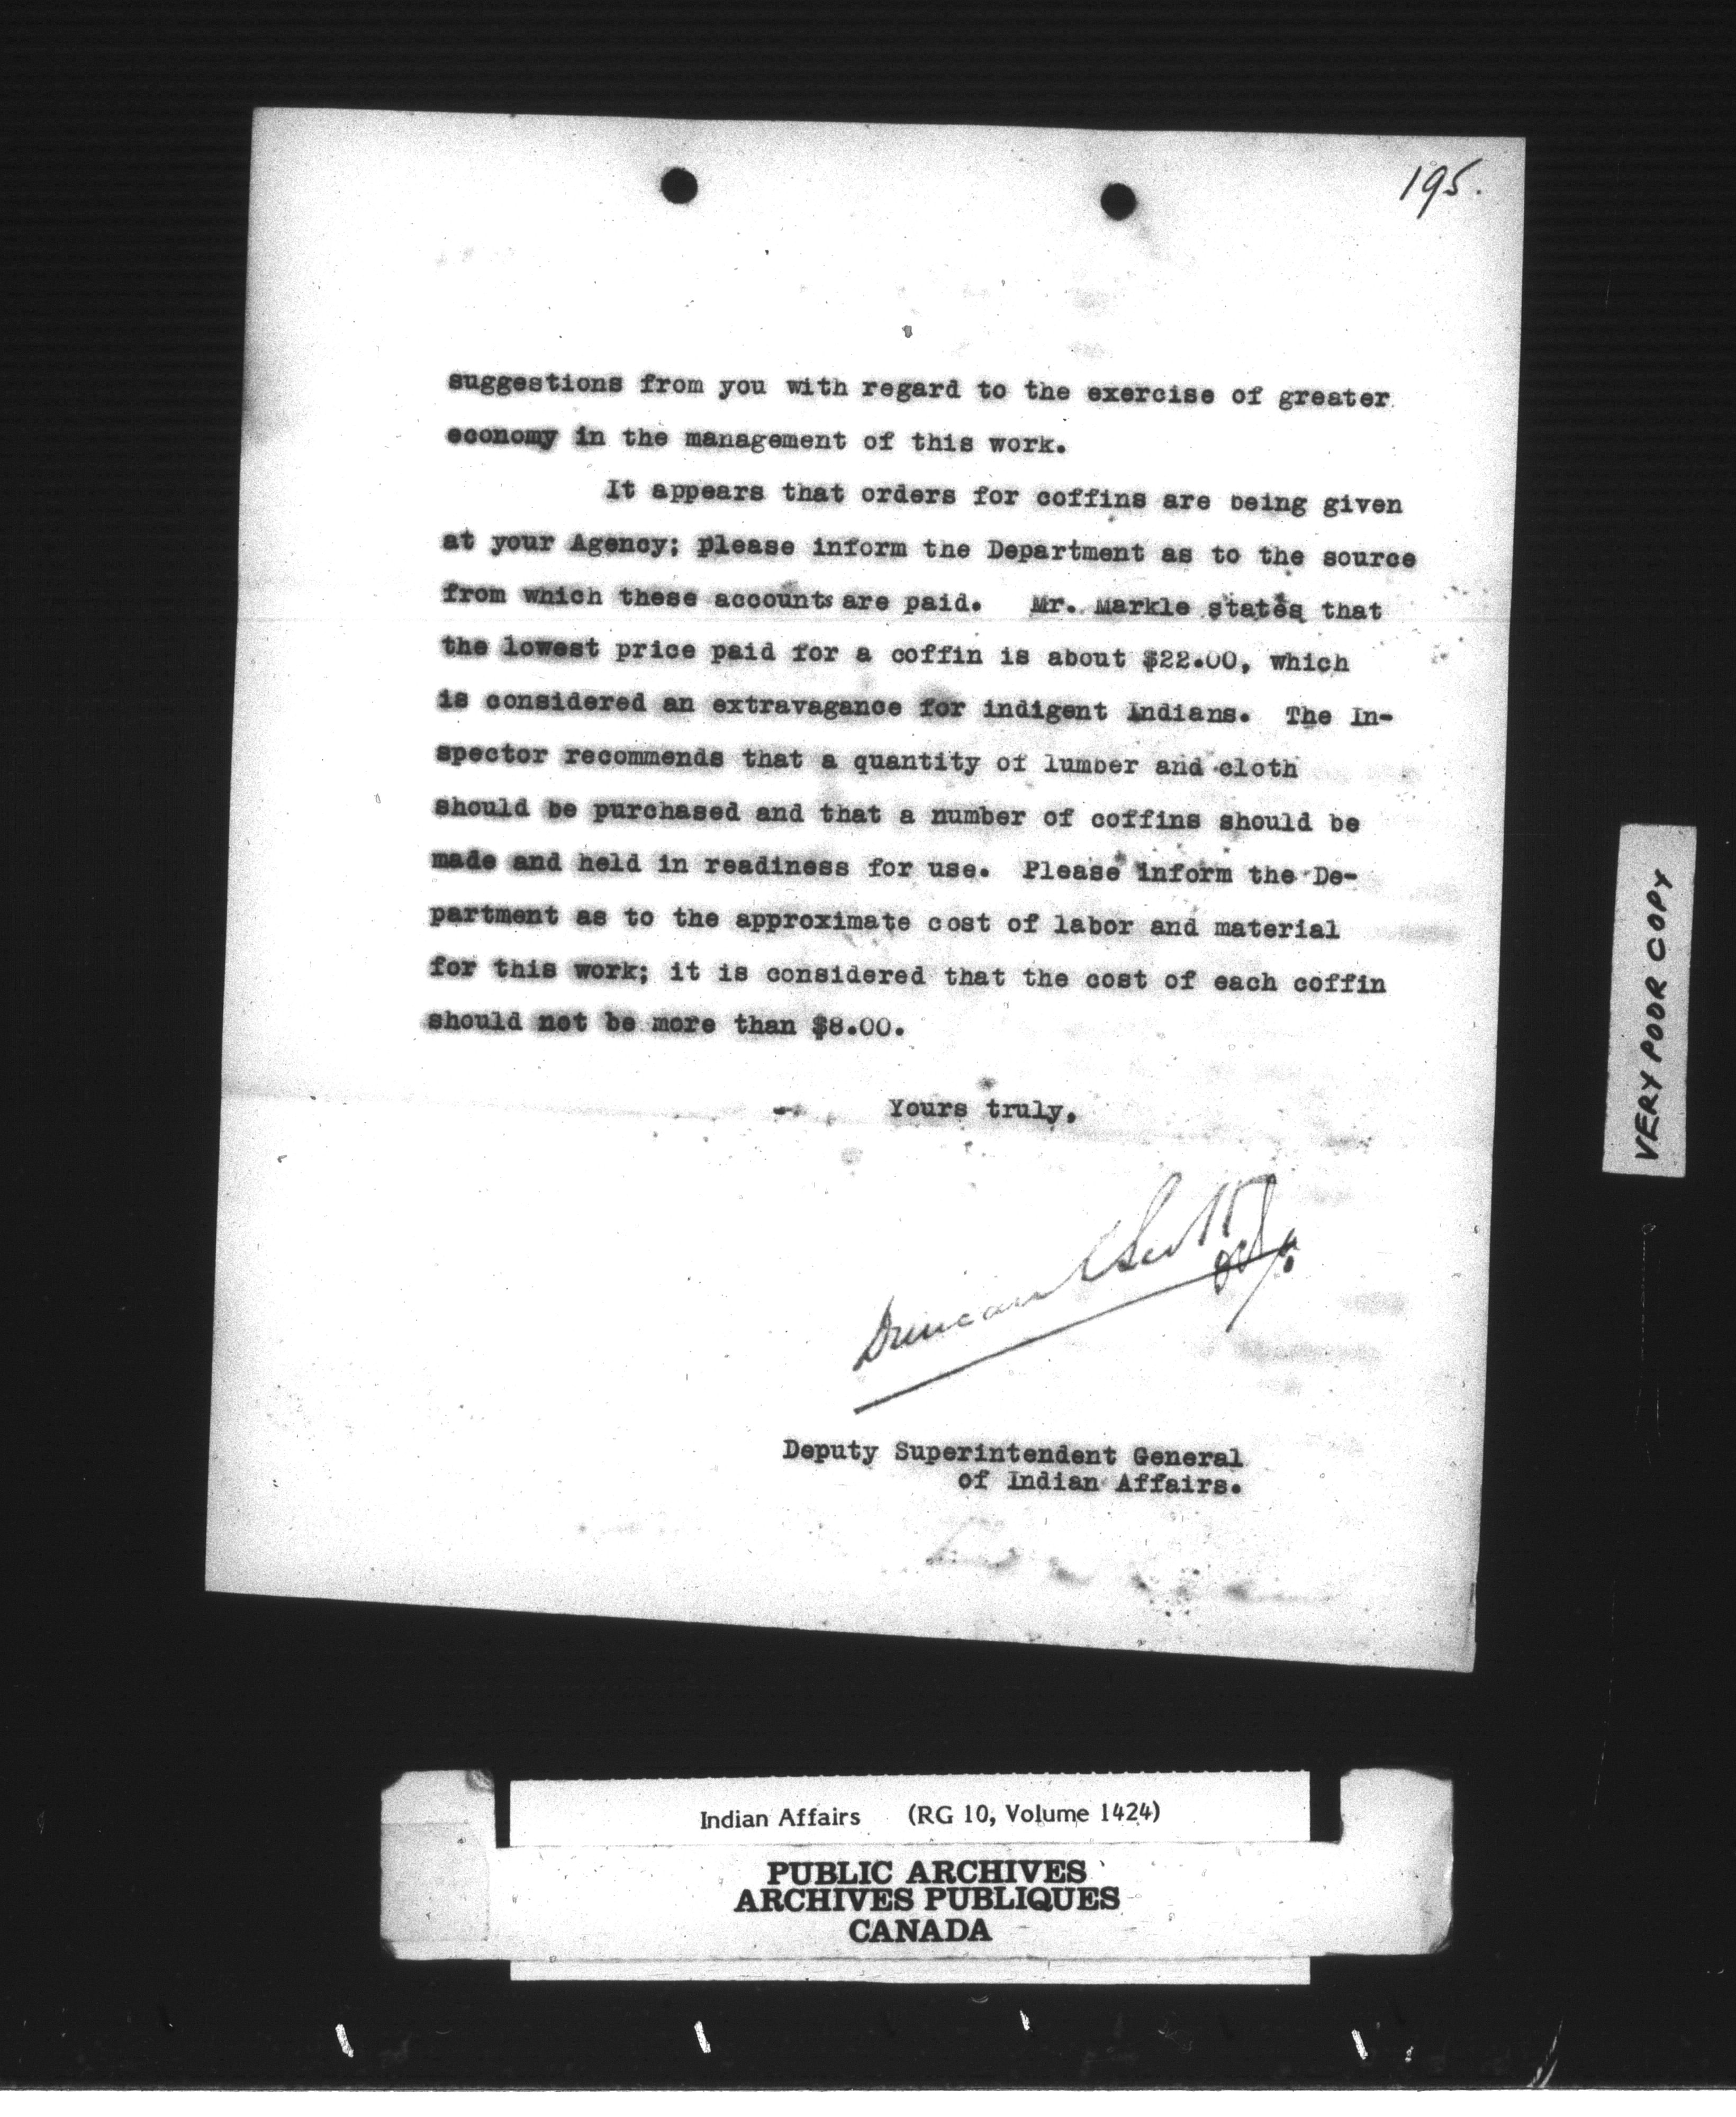 195.
suggestions from you with regard to the exercise of greater
economy in the management of this work.
It appears that orders for coffins are being given
at your Agency; please inform the Department as to the source
from which these accounts are paid. Mr. Markle states that
the lowest price paid for a coffin is about $22.00, which
is considered an extravagance for indigent Indians. The In-
spector recommends that a quantity of lumber and cloth
should be purchased and that a number of coffins should be
made and held in readiness for use. Please inform the De-
partment as to the approximate cost of labor and material
for this work; it is considered that the cost of each coffin
should not be more than $8.00.
Yours truly,
Duncan C Scott
Deputy Superintendent General
of Indian Affairs.
VERY POOR COPY
Indian Affairs (RG 10, Volume 1424)
PUBLIC ARCHIVES
ARCHIVES PUBLIQUES
CANADA